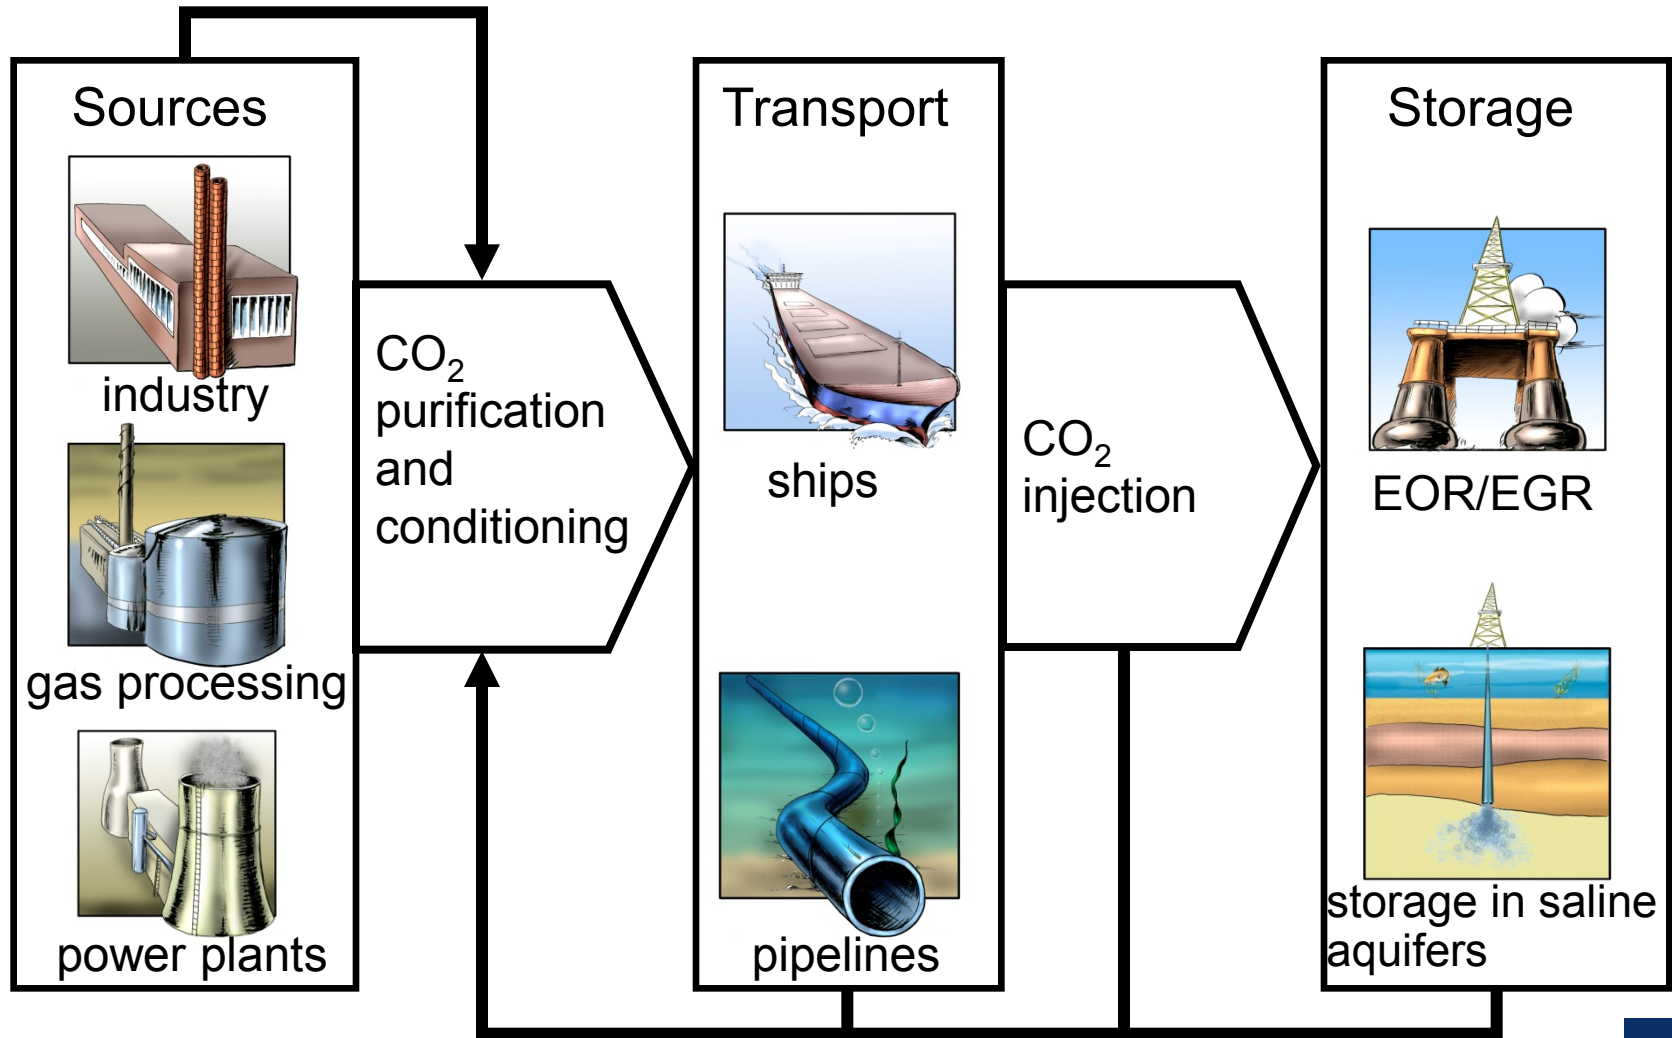 Sources
industry
gas processing
power plants
CO₂
purification
and
conditioning
Transport
ships
pipelines
CO₂
injection
Storage
EOR/EGR
storage in saline
aquifers